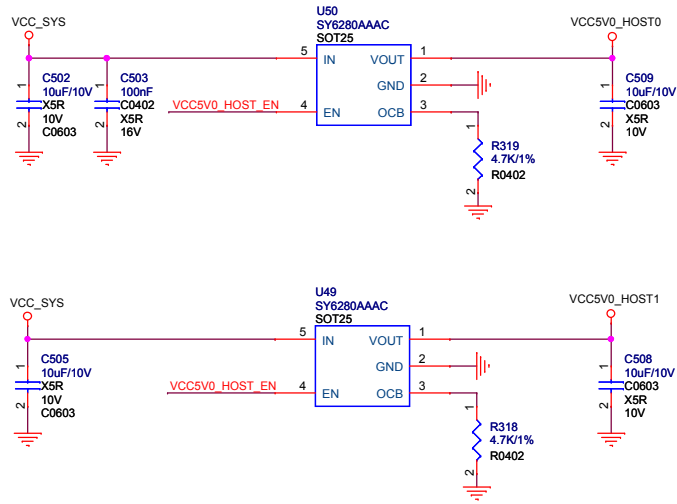 VCC_SYS
U50
SY6280AAAC
SOT25
VCC5V0_HOST0
5
IN
VOUT
1
C502
10uF/10V
X5R
10V
C0603
1
2
C503
100nF
C0402
X5R
16V
1
2
GND
2
VCC5V0_HOST_EN
4
EN
OCB
3
C509
10uF/10V
C0603
X5R
10V
1
2
1
R319
4.7K/1%
R0402
2
VCC_SYS
U49
SY6280AAAC
SOT25
VCC5V0_HOST1
5
IN
VOUT
1
C505
10uF/10V
X5R
10V
C0603
1
2
GND
2
VCC5V0_HOST_EN
4
EN
OCB
3
C508
10uF/10V
C0603
X5R
10V
1
2
1
R318
4.7K/1%
R0402
2